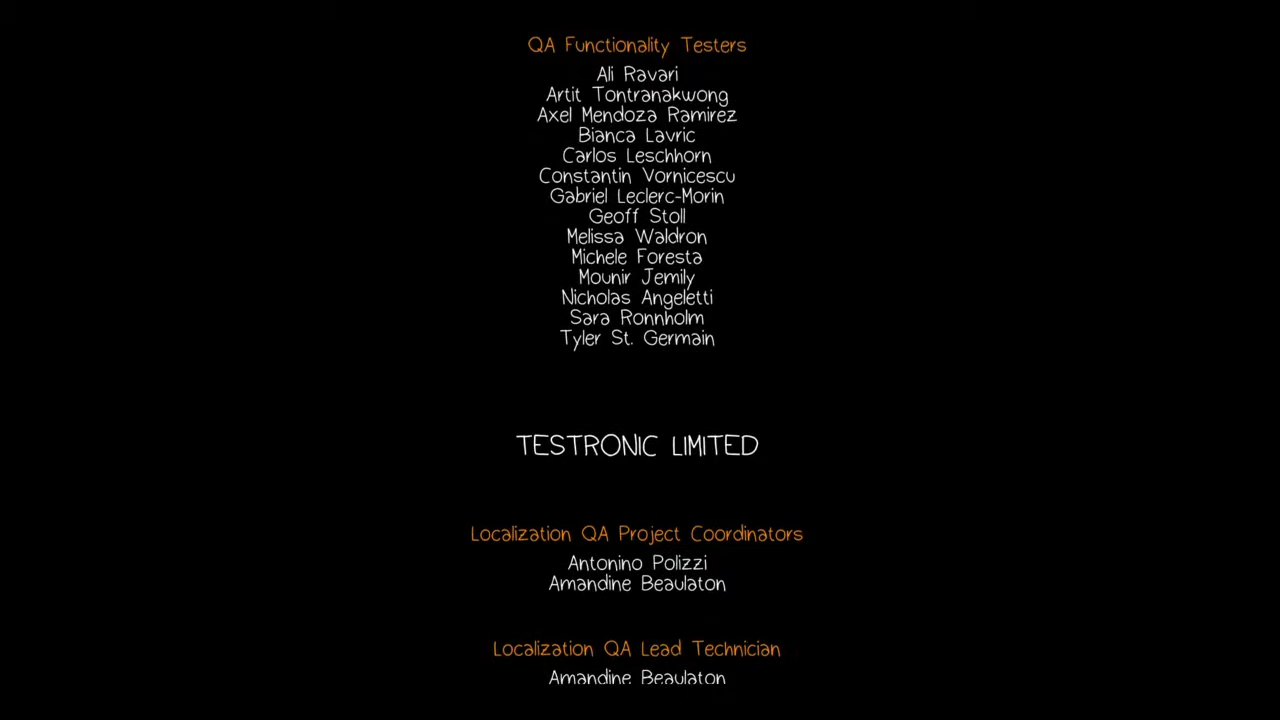 QA Functionality Testers
Ali Ravari
Artit Tontranakwong
Axel Mendoza Ramirez
Bianca Lavric
Carlos Leschhorn
Constantin Vornicescu
Gabriel Leclerc-Morin
Geoff Stoll
Melissa Waldron
Michele Foresta
Mounir Jemily
Nicholas Angeletti
Sara Ronnholm
Tyler St. Germain
TESTRONIC LIMITED
Localization QA Project Coordinators
Antonino Polizzi
Amandine Beaulaton
Localization QA Lead Technician
Amandine Beaulaton